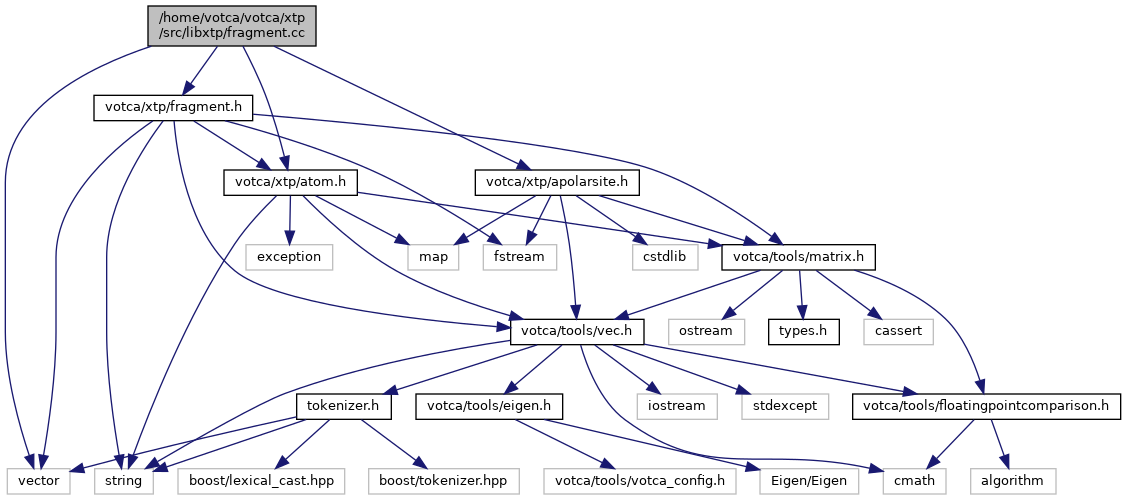 /home/votca/votca/xtp
/src/libxtp/fragment.cc
votca/xtp/fragment.h
votca/xtp/atom.h
votca/xtp/apolarsite.h
exception
map
fstream
cstdlib
votca/tools/matrix.h
votca/tools/vec.h
ostream
types.h
cassert
tokenizer.h
votca/tools/eigen.h
iostream
stdexcept
votca/tools/floatingpointcomparison.h
vector
string
boost/lexical_cast.hpp
boost/tokenizer.hpp
votca/tools/votca_config.h
Eigen/Eigen
cmath
algorithm